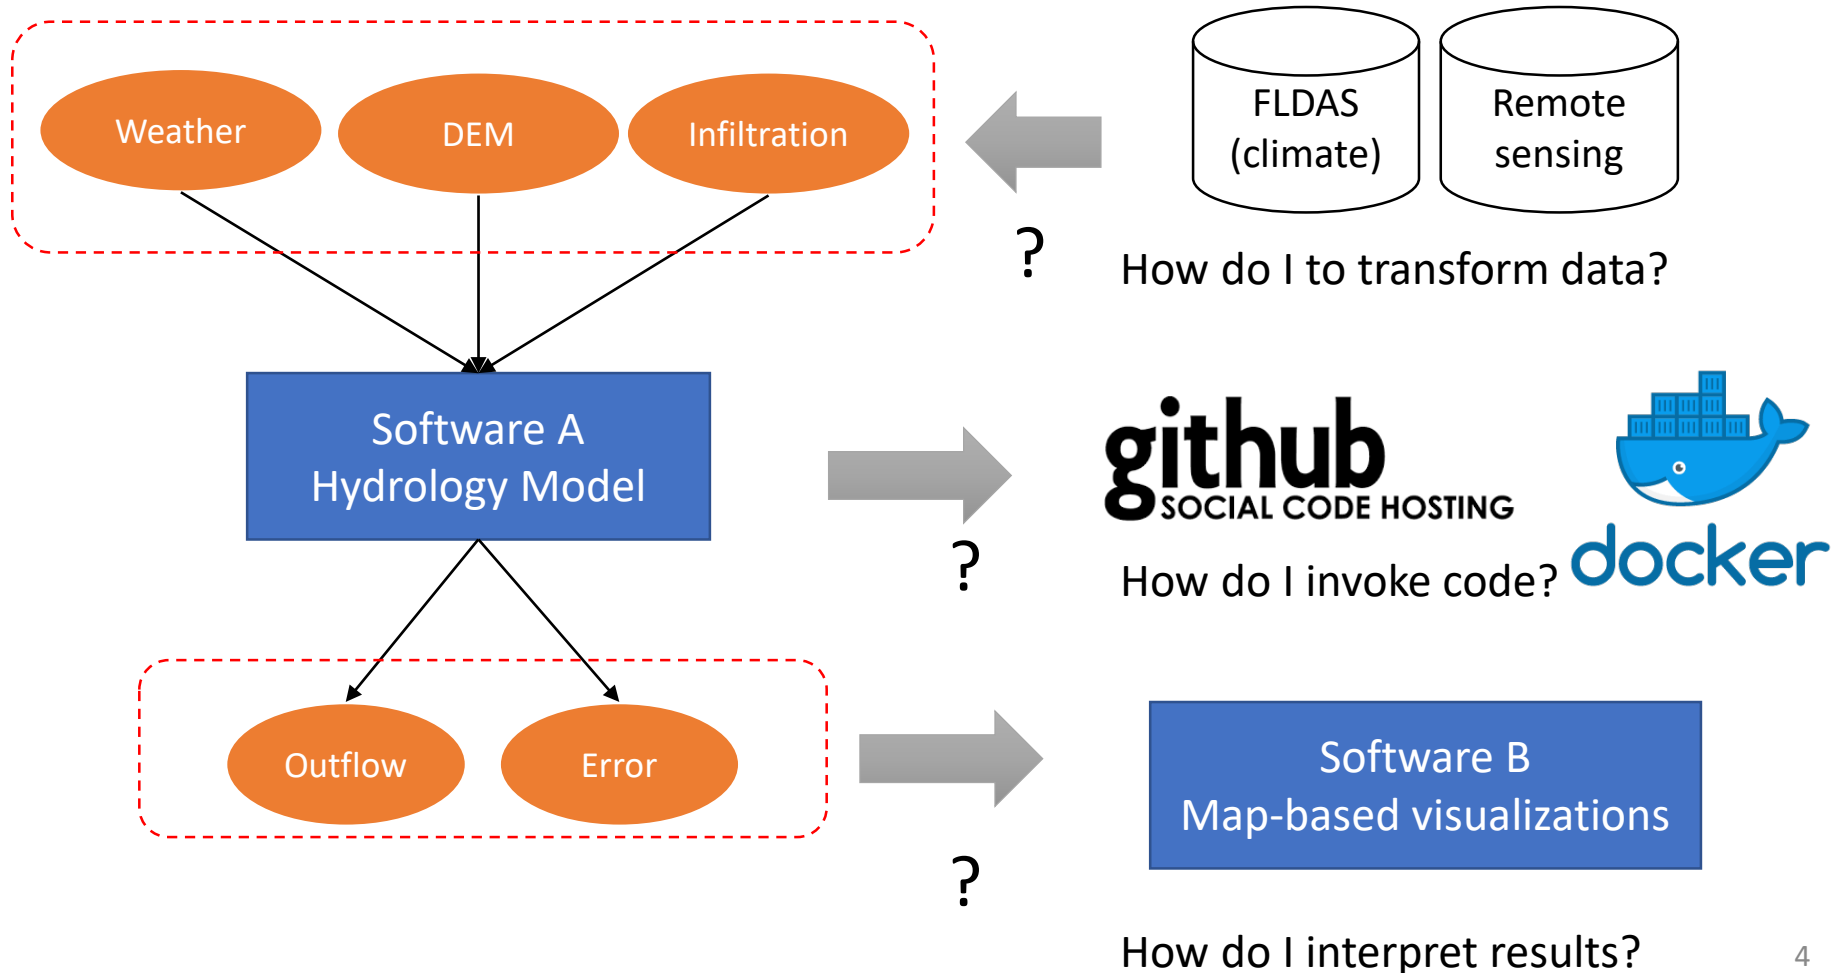 Weather
DEM
Infiltration
FLDAS
(climate)
Remote
sensing
?
How do I to transform data?
Software A
Hydrology Model
github
SOCIAL CODE HOSTING
docker
?
How do I invoke code?
Outflow
Error
Software B
Map-based visualizations
?
How do I interpret results?
4